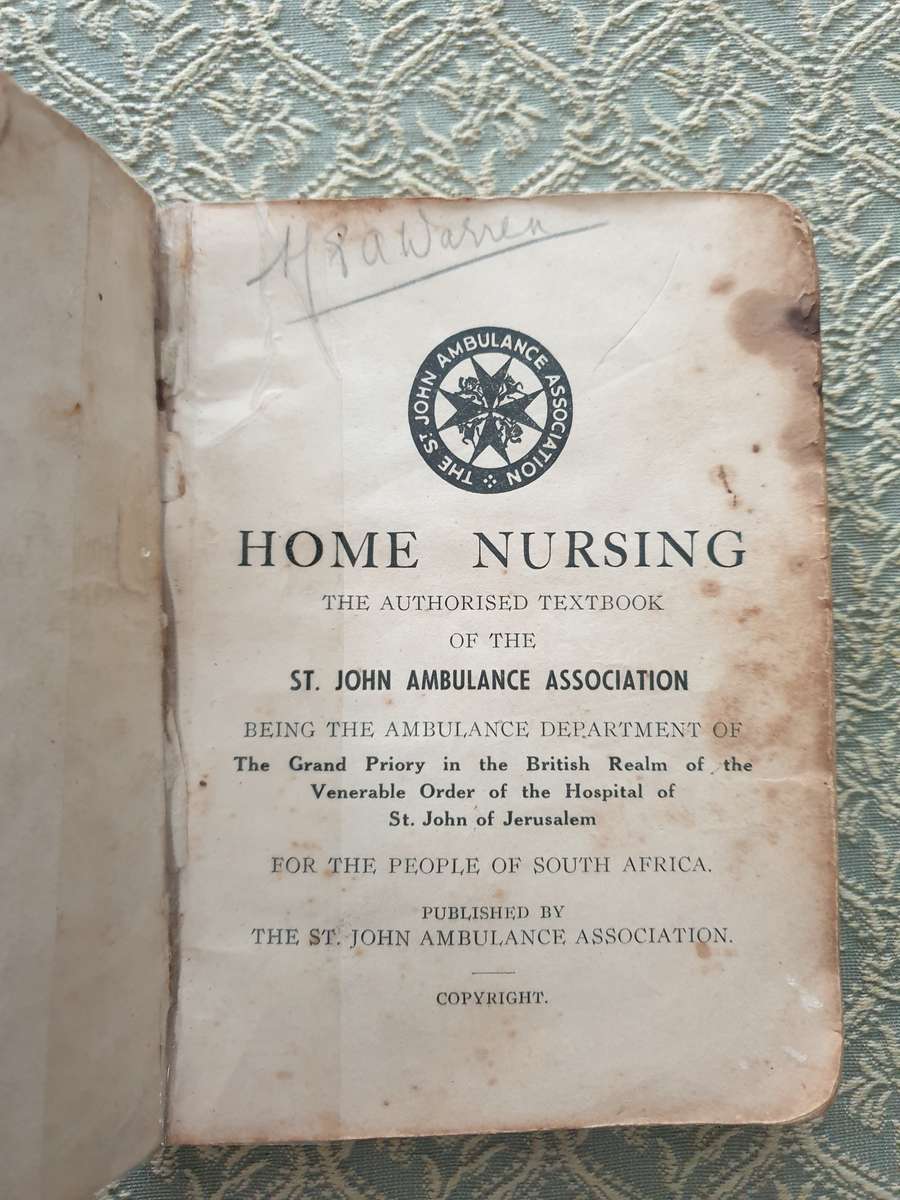 H L A Warren
THE ST JOHN AMBULANCE ASSOCIATION
HOME NURSING
THE AUTHORISED TEXTBOOK
OF THE
ST. JOHN AMBULANCE ASSOCIATION
BEING THE AMBULANCE DEPARTMENT OF
The Grand Priory in the British Realm of the
Venerable Order of the Hospital of
St. John of Jerusalem
FOR THE PEOPLE OF SOUTH AFRICA.
PUBLISHED BY
THE ST. JOHN AMBULANCE ASSOCIATION.
COPYRIGHT.